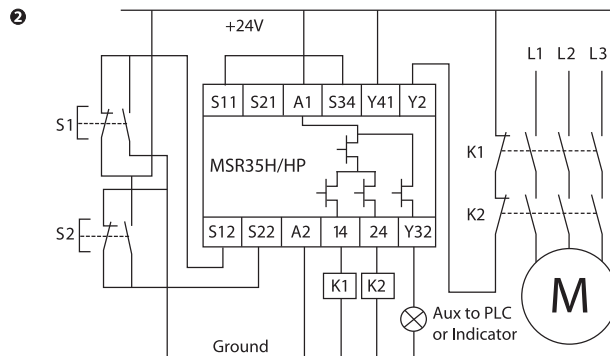 ❷
+24V
L1 L2 L3
S11 S21 A1 S34 Y41 Y2
S1
MSR35H/HP
K1
K2
S2
S12 S22 A2 14 24 Y32
K1 K2
M
Aux to PLC
or Indicator
Ground